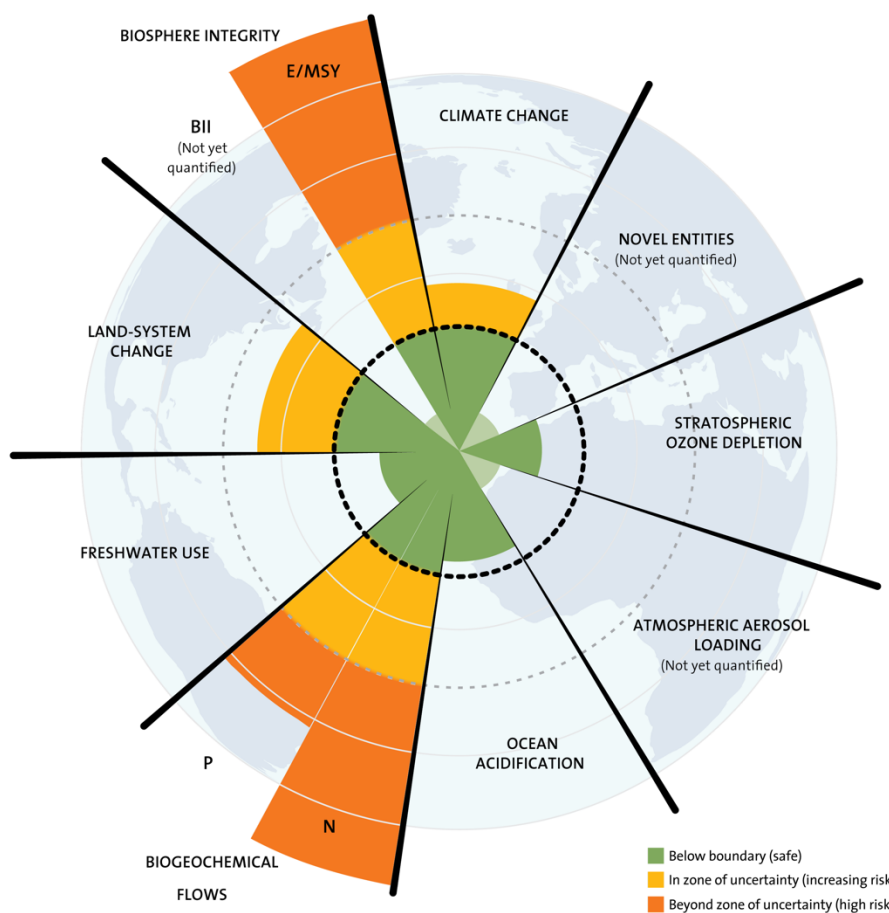 BIOSPHERE INTEGRITY
E/MSY
BII
(Not yet
quantified)
CLIMATE CHANGE
NOVEL ENTITIES
(Not yet quantified)
LAND-SYSTEM
CHANGE
STRATOSPHERIC
OZONE DEPLETION
FRESHWATER USE
ATMOSPHERIC AEROSOL
LOADING
(Not yet quantified)
OCEAN
ACIDIFICATION
P
N
BIOGEOCHEMICAL
FLOWS
Below boundary (safe)
In zone of uncertainty (increasing risk
Beyond zone of uncertainty (high risk